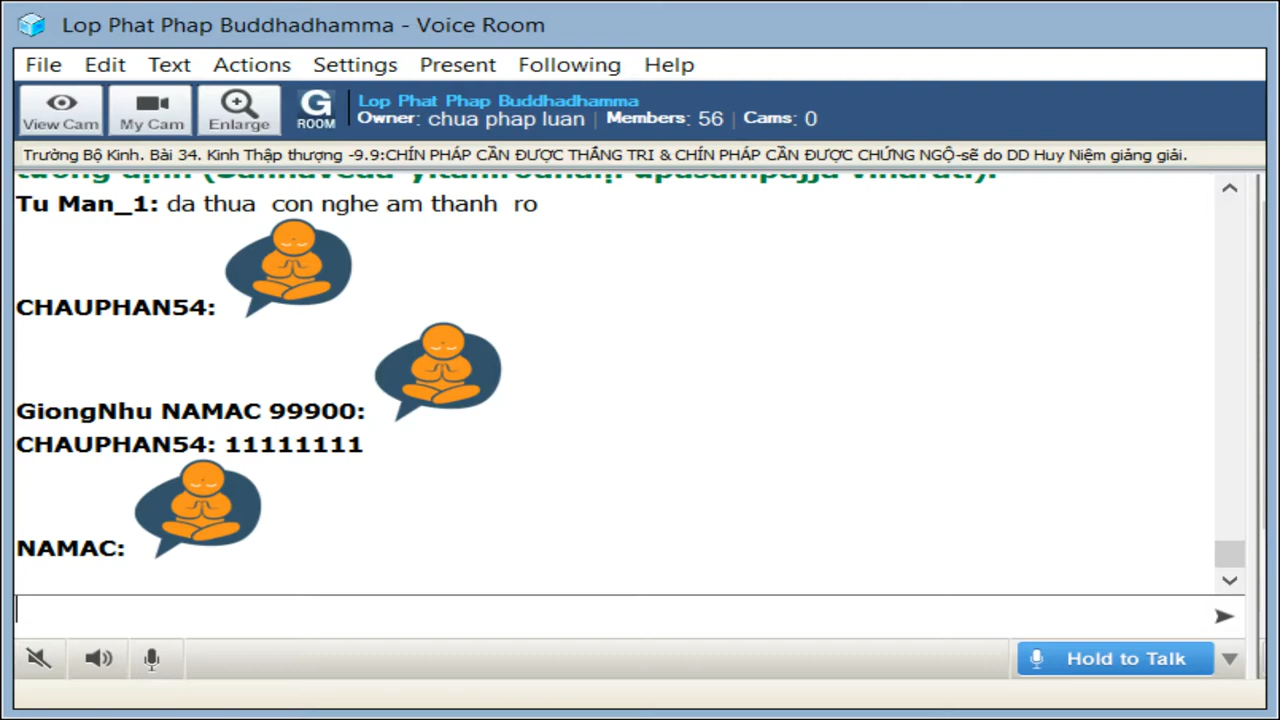 Lop Phat Phap Buddhadhamma - Voice Room
File Edit Text Actions Settings Present Following Help
View Cam My Cam Enlarge G ROOM
Lop Phat Phap Buddhadhamma
Owner: chua phap luan | Members: 56 | Cams: 0
Trường Bộ Kinh. Bài 34. Kinh Thập thượng -9.9:CHÍN PHÁP CẦN ĐƯỢC THẮNG TRI & CHÍN PHÁP CẦN ĐƯỢC CHỨNG NGỘ-sẽ do DD Huy Niệm giảng giải.
Tu Man_1: da thua con nghe am thanh ro
CHAUPHAN54:
GiongNhu NAMAC 99900:
CHAUPHAN54: 11111111
NAMAC:
Hold to Talk